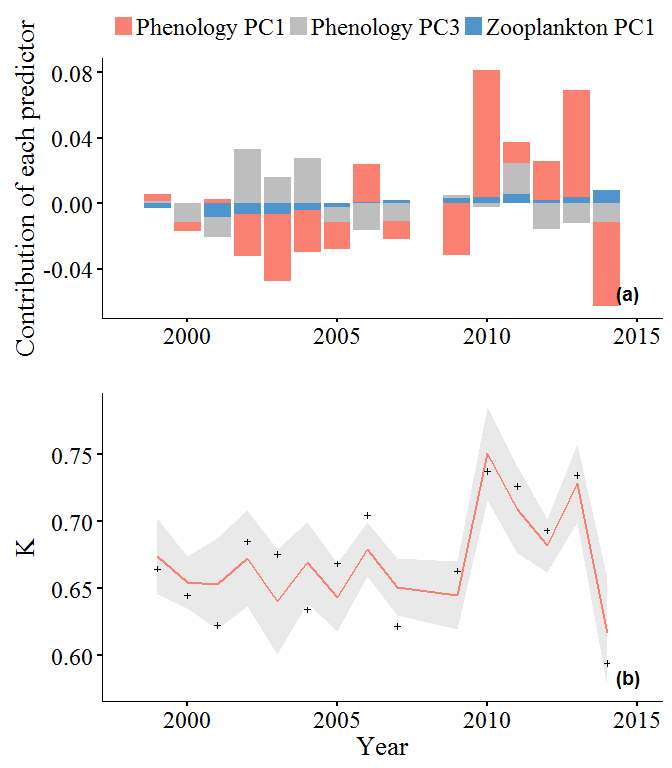 Phenology PC1 Phenology PC3 Zooplankton PC1
Contribution of each predictor
0.08
0.04
0.00
-0.04
(a)
2000 2005 2010 2015
K
0.75
0.70
0.65
0.60
(b)
2000 2005 2010 2015
Year